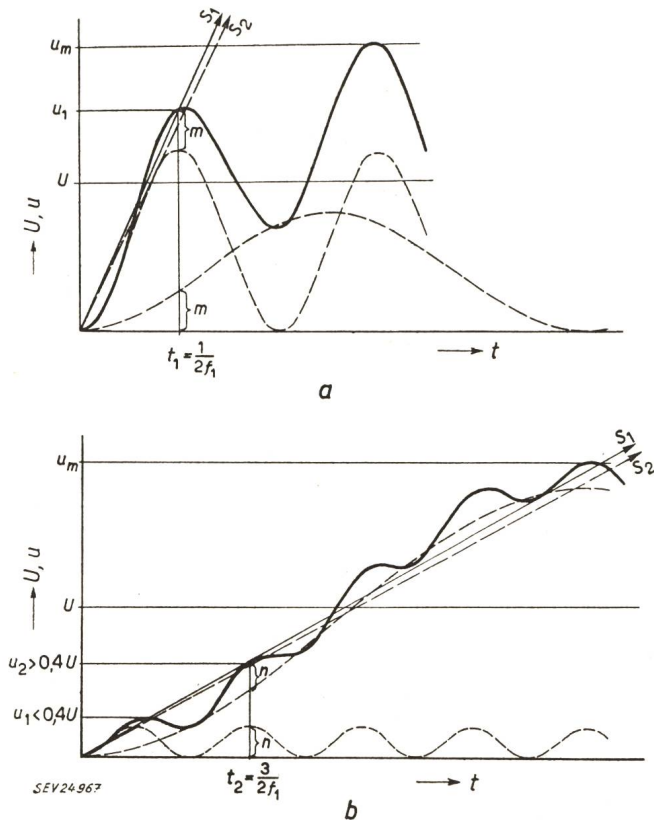 S1
S2
u_m
u_1
m
U
U, u
m
t_1 = 1/2f_1
t
a
S1
S2
u_m
U, u
U
u_2>0,4U
n
u_1<0,4U
n
SEV24967
t_2 = 3/2f_1
t
b